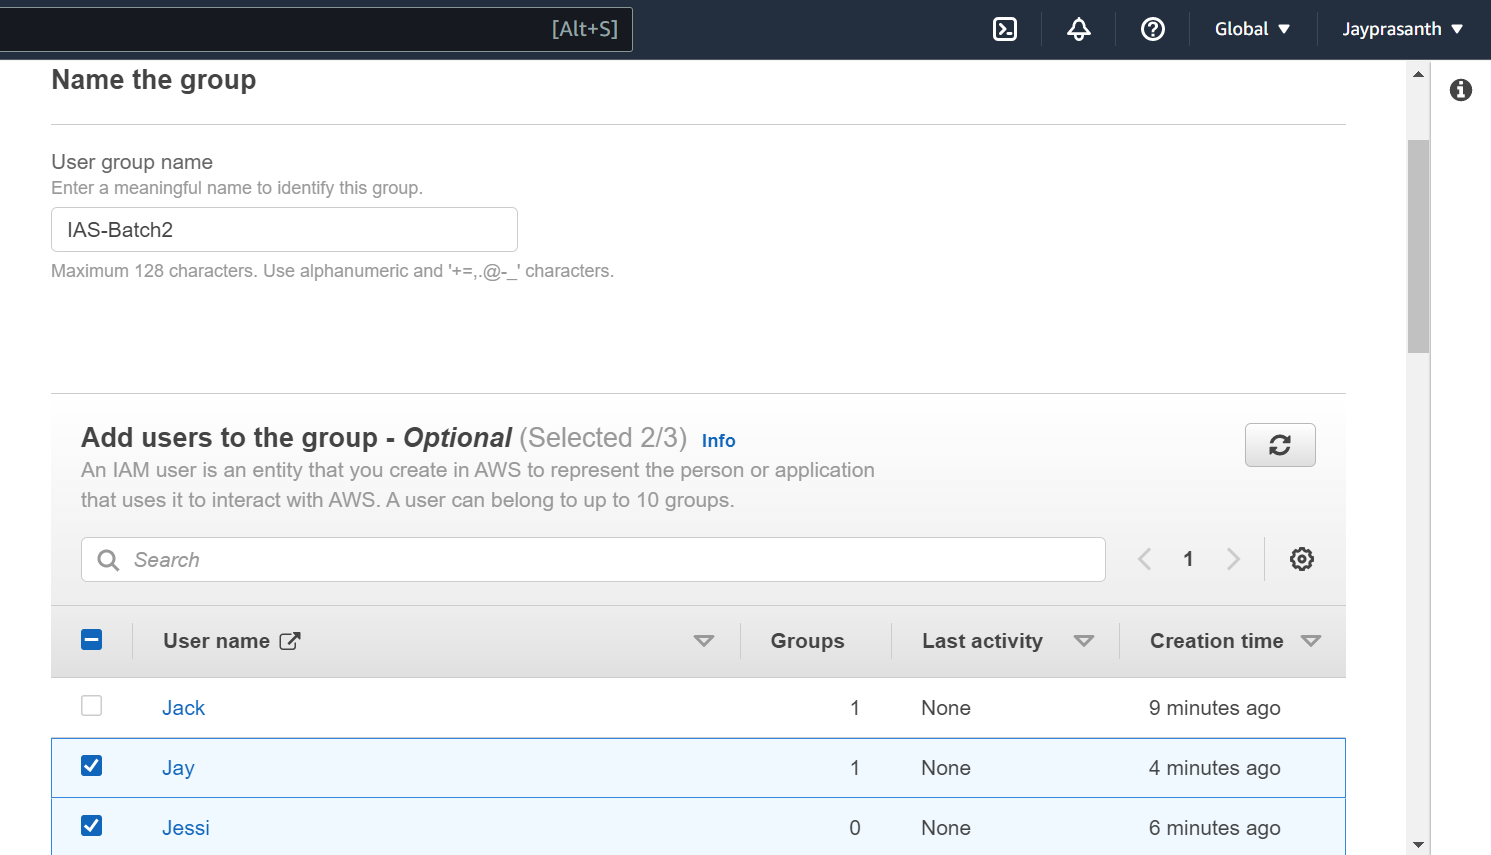 [Alt+S]
Global
Jayprasanth
Name the group
User group name
Enter a meaningful name to identify this group.
IAS-Batch2
Maximum 128 characters. Use alphanumeric and '+=,.@-_' characters.
Add users to the group - Optional (Selected 2/3) Info
An IAM user is an entity that you create in AWS to represent the person or application
that uses it to interact with AWS. A user can belong to up to 10 groups.
Search
1
User name Groups Last activity Creation time
Jack 1 None 9 minutes ago
Jay 1 None 4 minutes ago
Jessi 0 None 6 minutes ago